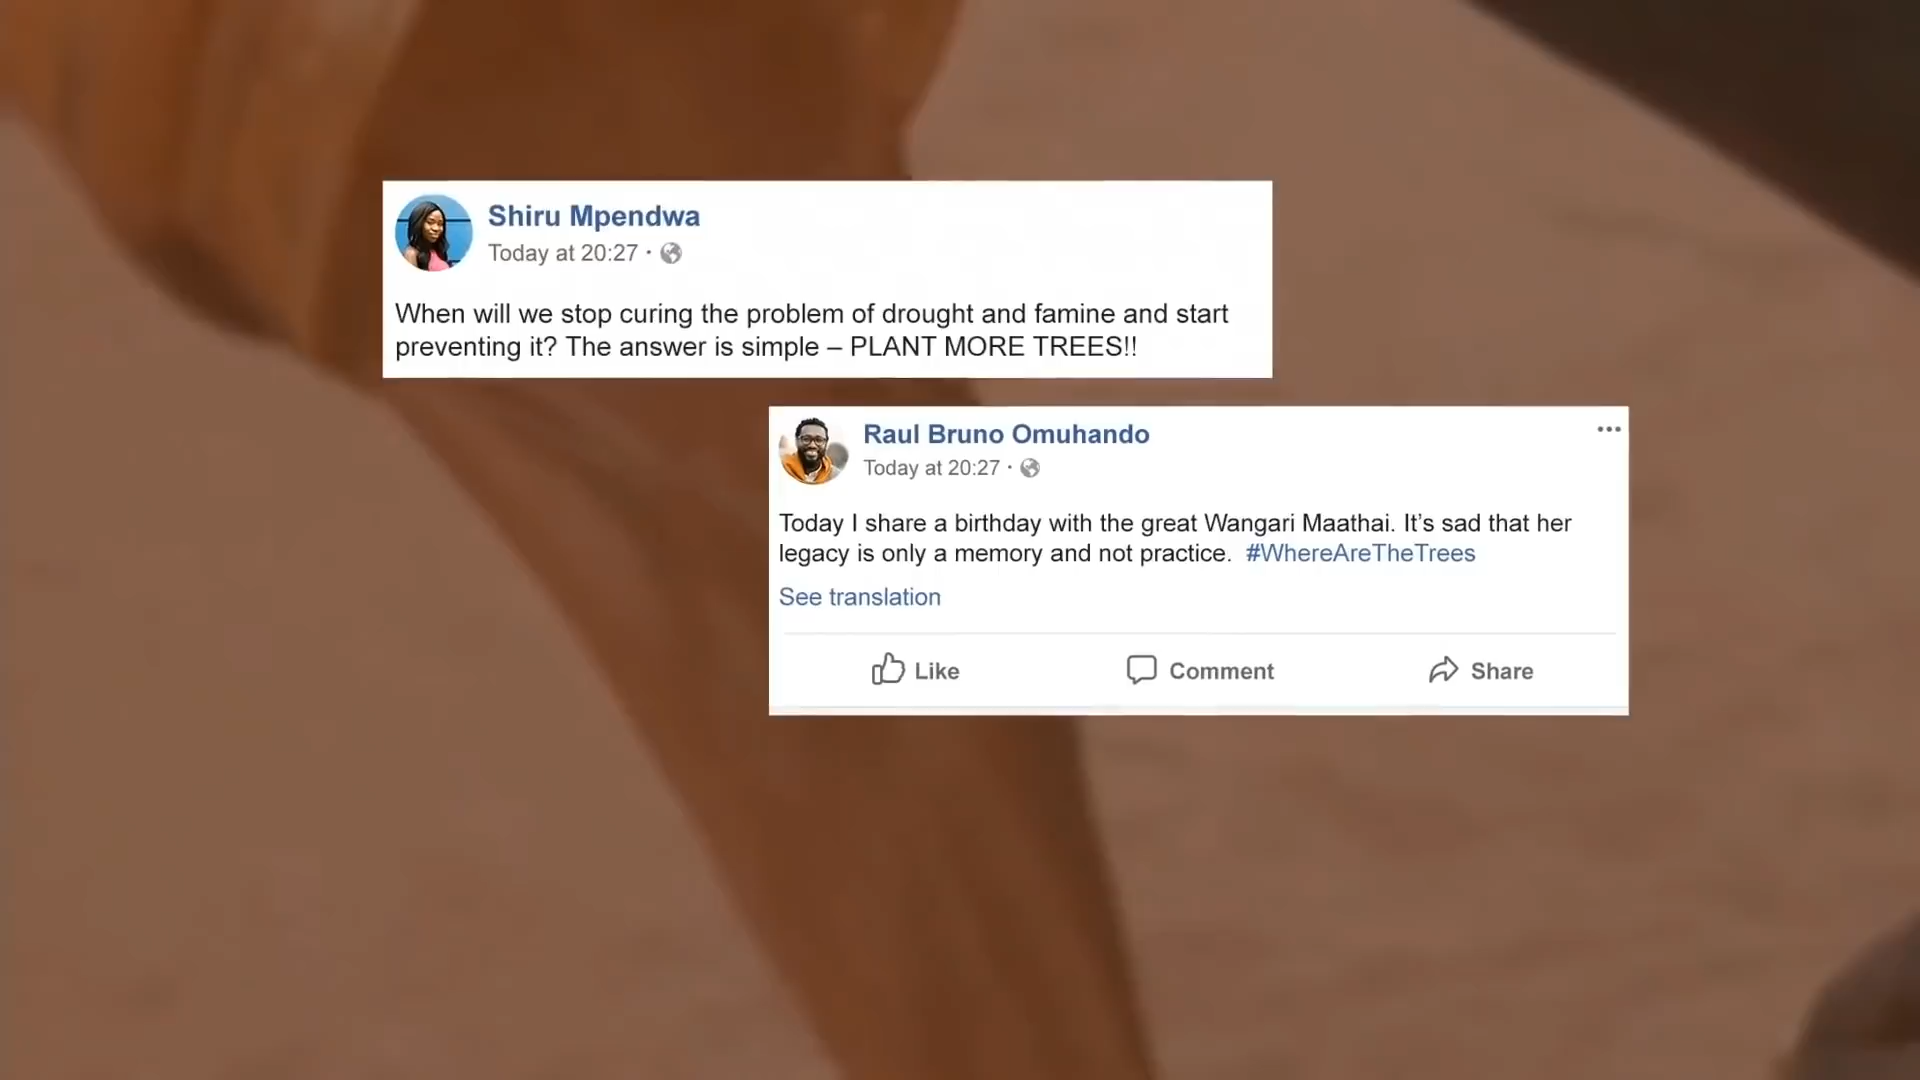 Shiru Mpendwa
Today at 20:27 ·
When will we stop curing the problem of drought and famine and start
preventing it? The answer is simple – PLANT MORE TREES!!
Raul Bruno Omuhando
Today at 20:27 ·
Today I share a birthday with the great Wangari Maathai. It’s sad that her
legacy is only a memory and not practice. #WhereAreTheTrees
See translation
Like Comment Share